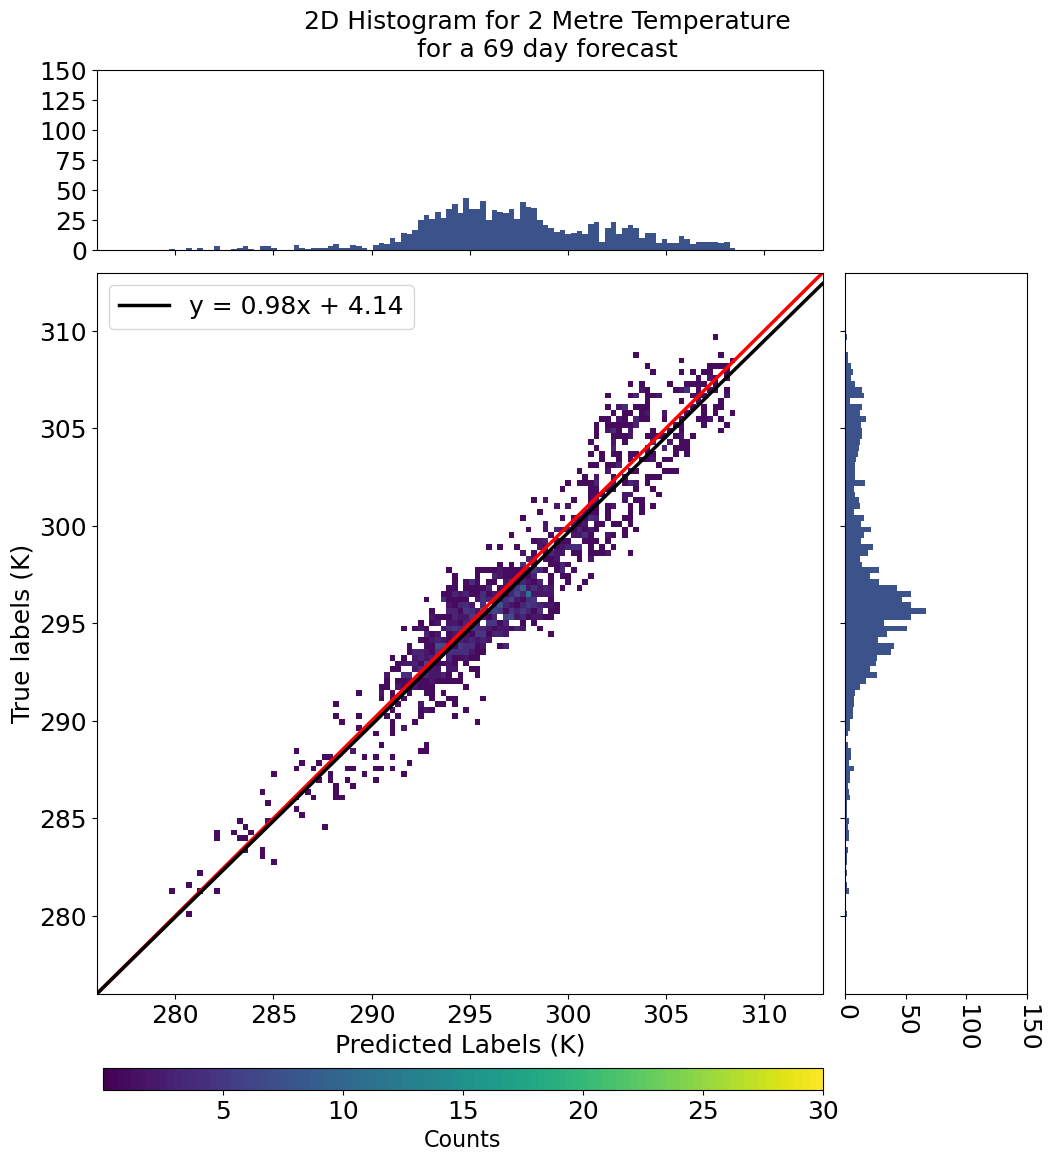 2D Histogram for 2 Metre Temperature
for a 69 day forecast
150
125
100
75
50
25
0
y = 0.98x + 4.14
310
305
300
295
290
285
280
True labels (K)
280 285 290 295 300 305 310
Predicted Labels (K)
0 50 100 150
5 10 15 20 25 30
Counts